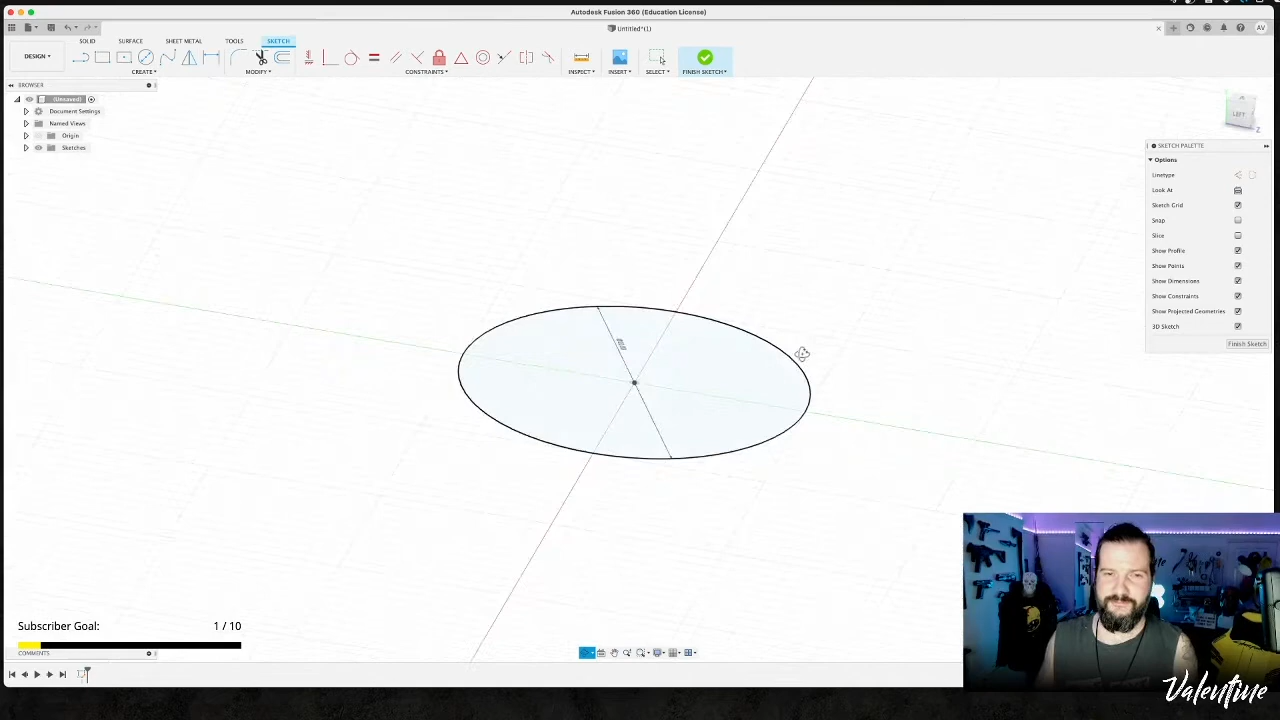 Autodesk Fusion 360 (Education License)
Untitled*(1)
AV
DESIGN
SOLID SURFACE SHEET METAL TOOLS SKETCH
CREATE MODIFY CONSTRAINTS INSPECT INSERT SELECT FINISH SKETCH
BROWSER
(Unsaved)
Document Settings
Named Views
Origin
Sketches
LEFT
Z
SKETCH PALETTE
Options
Linetype
Look At
Sketch Grid
Snap
Slice
Show Profile
Show Points
Show Dimensions
Show Constraints
Show Projected Geometries
3D Sketch
Finish Sketch
Subscriber Goal: 1 / 10
COMMENTS
Valentine